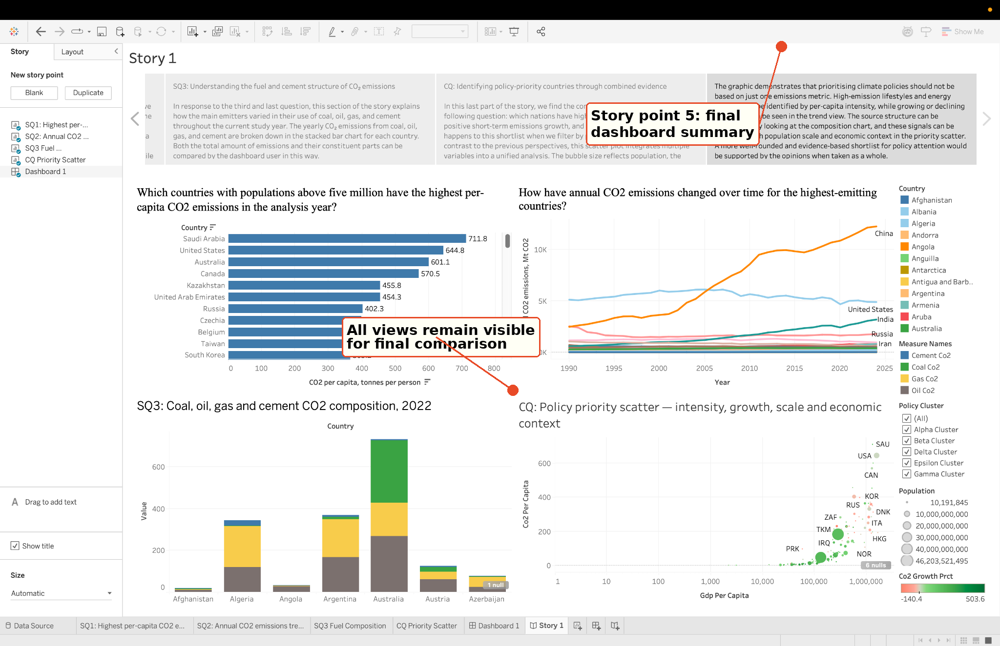 Show Me
Story
Layout
Story 1
New story point
Blank
Duplicate
SQ1: Highest per-...
SQ2: Annual CO2 ...
SQ3 Fuel ...
CQ Priority Scatter
Dashboard 1
Drag to add text
Show title
Size
Automatic
SQ3: Understanding the fuel and cement structure of CO₂ emissions
In response to the third and last question, this section of the story explains
how the main emitters varied in their use of coal, oil, gas, and cement
throughout the current study year. The yearly CO₂ emissions from coal, oil,
gas, and cement are broken down in the stacked bar chart for each country.
Both the total amount of emissions and their constituent parts can be
compared by the dashboard user in this way.
CQ: Identifying policy-priority countries through combined evidence
In this last part of the story, we find the
following question: which nations have
positive short-term emissions growth, and
happens to this shortlist when we filter by
contrast to the previous perspectives, this scatter plot integrates multiple
variables into a unified analysis. The bubble size reflects population, the
The graphic demonstrates that prioritising climate policies should not be
based on just one emissions metric. High-emission lifestyles and energy
be identified by per-capita intensity, while growing or declining
be seen in the trend view. The source structure can be
looking at the composition chart, and these signals can be
population scale and economic context in the priority scatter.
A more well-rounded and evidence-based shortlist for policy attention would
be supported by the opinions when taken as a whole.
Story point 5: final
dashboard summary
Which countries with populations above five million have the highest per-
capita CO2 emissions in the analysis year?
Country
Saudi Arabia 711.8
United States 644.8
Australia 601.1
Canada 570.5
Kazakhstan 455.8
United Arab Emirates 454.3
Russia 402.3
Czechia
Belgium
Taiwan
South Korea
0 100 200 300 400 500 600 700 800
CO2 per capita, tonnes per person
All views remain visible
for final comparison
How have annual CO2 emissions changed over time for the highest-emitting
countries?
CO2 emissions, Mt CO2
10K
5K
0K
China
United States
India
Russia
Iran
1990 1995 2000 2005 2010 2015 2020 2025
Year
SQ3: Coal, oil, gas and cement CO2 composition, 2022
Country
Value
600
400
200
0
1 null
Afghanistan Algeria Angola Argentina Australia Austria Azerbaijan
CQ: Policy priority scatter — intensity, growth, scale and economic
context
Co2 Per Capita
600
400
200
0
SAU
USA
CAN
KOR
RUS
DNK
ZAF
ITA
TKM
HKG
IRQ
PRK
NOR
6 nulls
1 10 100 1,000 10,000 100,000 1,000,000
Gdp Per Capita
Country
Afghanistan
Albania
Algeria
Andorra
Angola
Anguilla
Antarctica
Antigua and Barb..
Argentina
Armenia
Aruba
Australia
Measure Names
Cement Co2
Coal Co2
Gas Co2
Oil Co2
Policy Cluster
(All)
Alpha Cluster
Beta Cluster
Delta Cluster
Epsilon Cluster
Gamma Cluster
Population
10,191,845
10,000,000,000
20,000,000,000
30,000,000,000
40,000,000,000
46,203,521,495
Co2 Growth Prct
-140.4 503.6
Data Source
SQ1: Highest per-capita CO2 e...
SQ2: Annual CO2 emissions tre...
SQ3 Fuel Composition
CQ Priority Scatter
Dashboard 1
Story 1